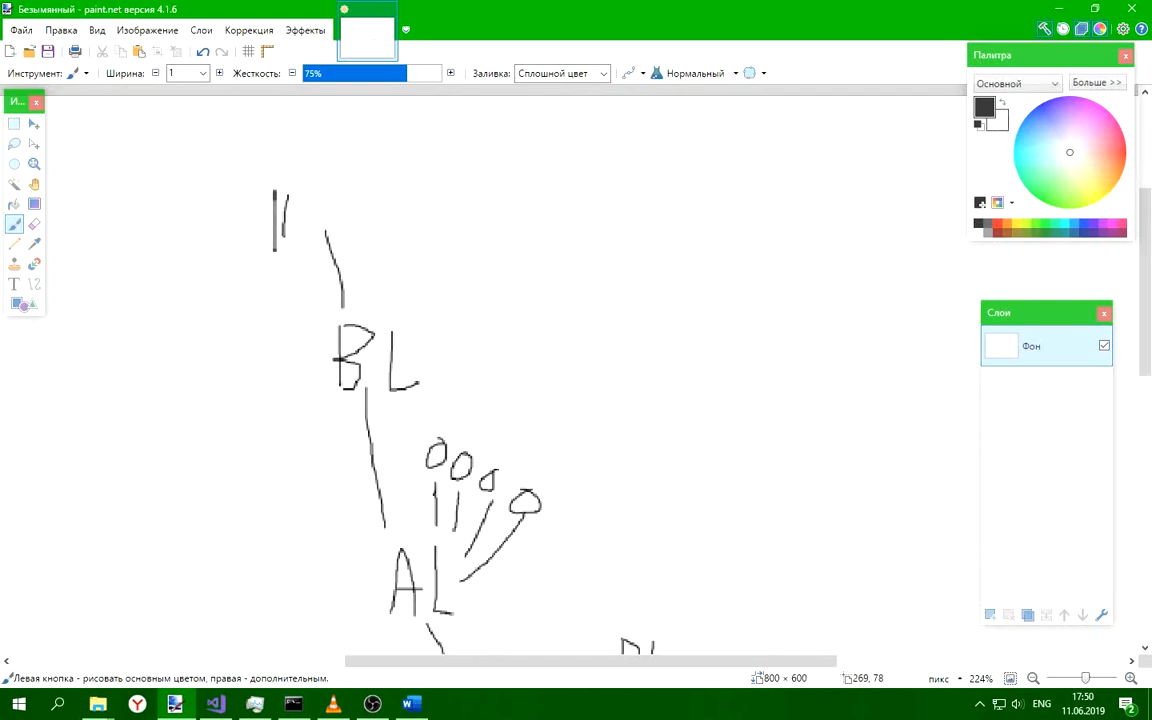 Безымянный - paint.net версия 4.1.6
Файл Правка Вид Изображение Слои Коррекция Эффекты
Инструмент: Ширина: 1 Жесткость: 75% Заливка: Сплошной цвет Нормальный
Палитра
Основной Больше >>
И...
BL
AL
Слои
Фон
Левая кнопка - рисовать основным цветом, правая - дополнительным. 800 × 600 269, 78 пикс 224%
ENG 17:50
11.06.2019
2